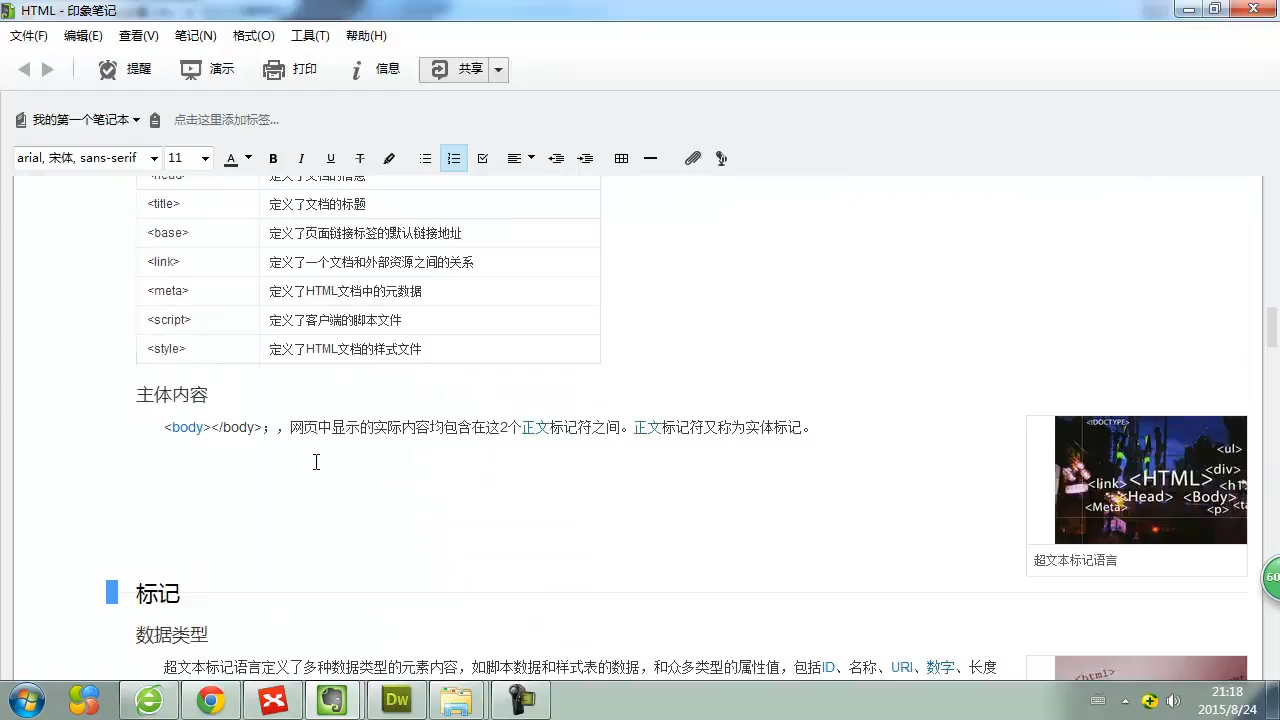 HTML - 印象笔记
文件(F) 编辑(E) 查看(V) 笔记(N) 格式(O) 工具(T) 帮助(H)
提醒 演示 打印 信息 共享
我的第一个笔记本 点击这里添加标签...
arial, 宋体, sans-serif 11 A B I U T
<head> 定义了文档的信息
<title> 定义了文档的标题
<base> 定义了页面链接标签的默认链接地址
<link> 定义了一个文档和外部资源之间的关系
<meta> 定义了HTML文档中的元数据
<script> 定义了客户端的脚本文件
<style> 定义了HTML文档的样式文件
主体内容
<body></body>；，网页中显示的实际内容均包含在这2个正文标记符之间。正文标记符又称为实体标记。
<!DOCTYPE>
<ul>
<div>
<link> <HTML> <h1
<Head> <Body>
<Meta> <p> <ta
超文本标记语言
60
标记
数据类型
超文本标记语言定义了多种数据类型的元素内容，如脚本数据和样式表的数据，和众多类型的属性值，包括ID、名称、URI、数字、长度
<html>
Dw
21:18
2015/8/24